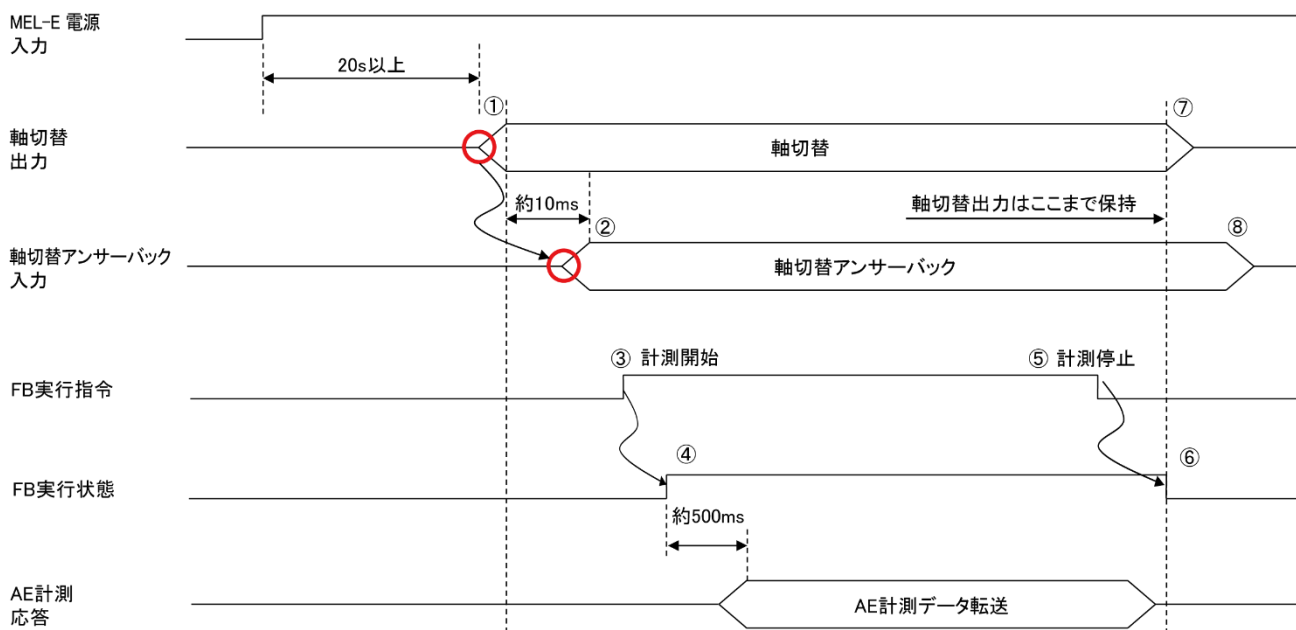 MEL-E 電源
入力
20s以上
①
⑦
軸切替
出力
軸切替
約10ms
軸切替出力はここまで保持
②
⑧
軸切替アンサーバック
入力
軸切替アンサーバック
③ 計測開始
⑤ 計測停止
FB実行指令
④
⑥
FB実行状態
約500ms
AE計測
応答
AE計測データ転送